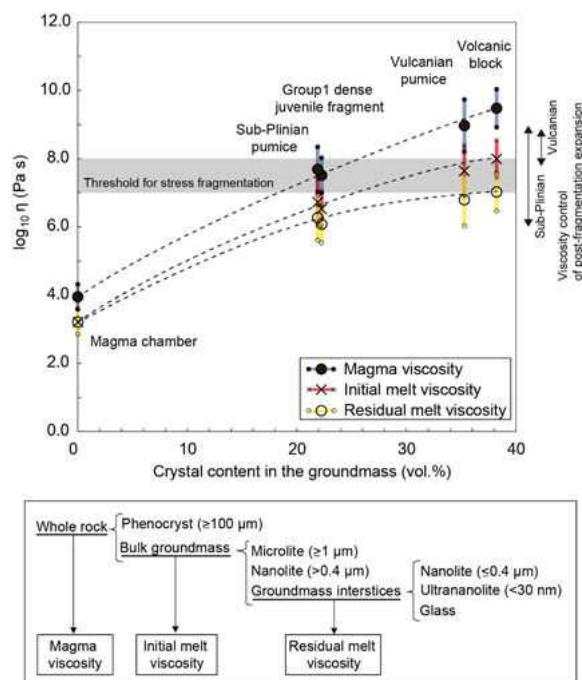 12.0
10.0
8.0
6.0
4.0
2.0
0.0
log₁₀ η (Pa s)
Volcanic
block
Vulcanian
pumice
Group1 dense
juvenile fragment
Sub-Plinian
pumice
Threshold for stress fragmentation
Magma chamber
Magma viscosity
Initial melt viscosity
Residual melt viscosity
0
10
20
30
40
Crystal content in the groundmass (vol.%)
Vulcanian
Sub-Plinian
Viscosity control
of post-fragmentation expansion
Whole rock
Phenocryst (≥100 μm)
Bulk groundmass
Microlite (≥1 μm)
Nanolite (>0.4 μm)
Groundmass interstices
Nanolite (≤0.4 μm)
Ultrananolite (<30 nm)
Glass
Magma
viscosity
Initial melt
viscosity
Residual melt
viscosity